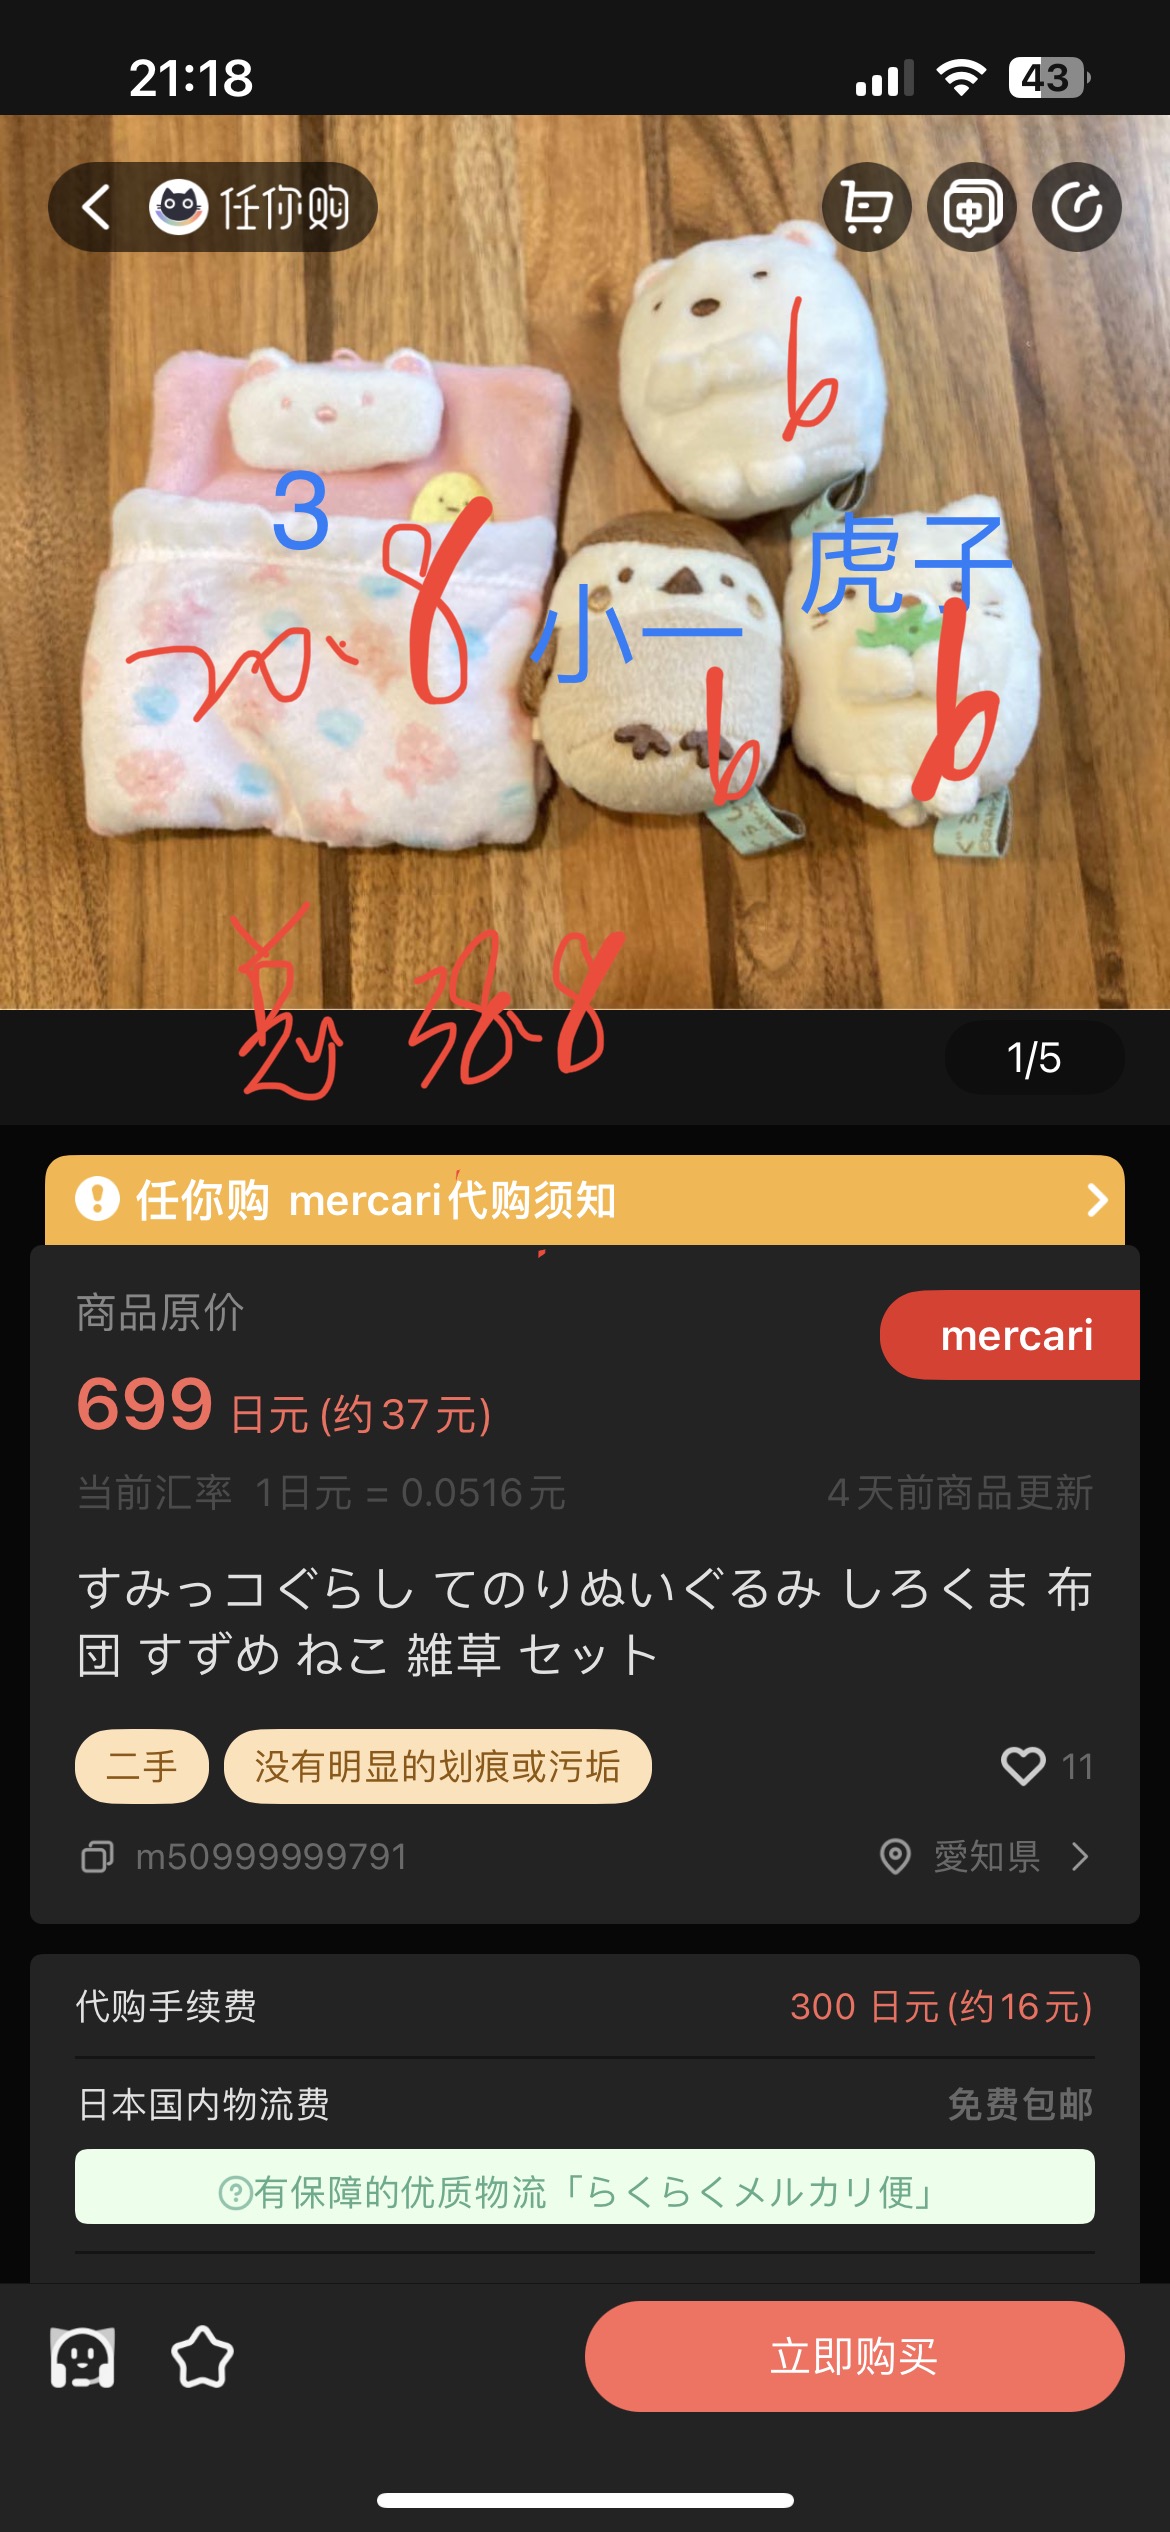 21:18
43
任你购
中
6
3
虎子
小一
20.8
6
6
总 38.8
1/5
任你购 mercari代购须知
商品原价
mercari
699 日元 (约37元)
当前汇率 1日元 = 0.0516元
4天前商品更新
すみっコぐらし てのりぬいぐるみ しろくま 布
団 すずめ ねこ 雑草 セット
二手
没有明显的划痕或污垢
11
m50999999791
愛知県
代购手续费
300 日元(约16元)
日本国内物流费
免费包邮
有保障的优质物流「らくらくメルカリ便」
立即购买